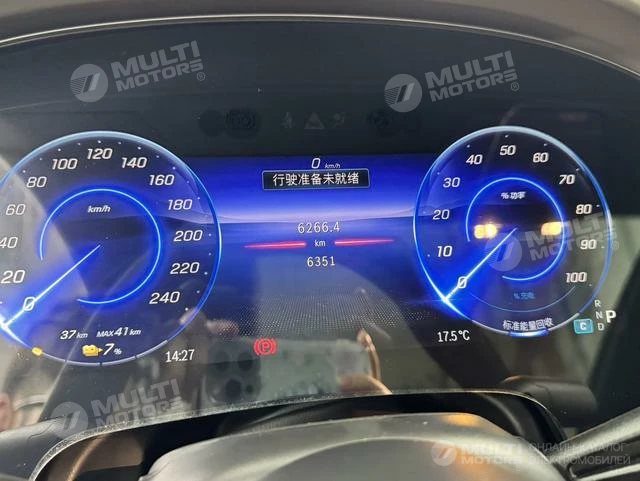 MULTI MOTORS®
MULTI MOTORS®
0 km/h
行驶准备未就绪
6266.4
km
6351
0 40 60 80 100 120 140 160 180 200 220 240
km/h
37 km MAX 41 km
7%
14:27
P
0 10 20 30 40 50 60 70 80 90 100
% 功率
% 充电
标准能量回收
17.5°C
C
R
N
D
P
MULTI MOTORS
MULTI MOTORS
ОНЛАЙН-КАТАЛОГ
ЭЛЕКТРОМОБИЛЕЙ